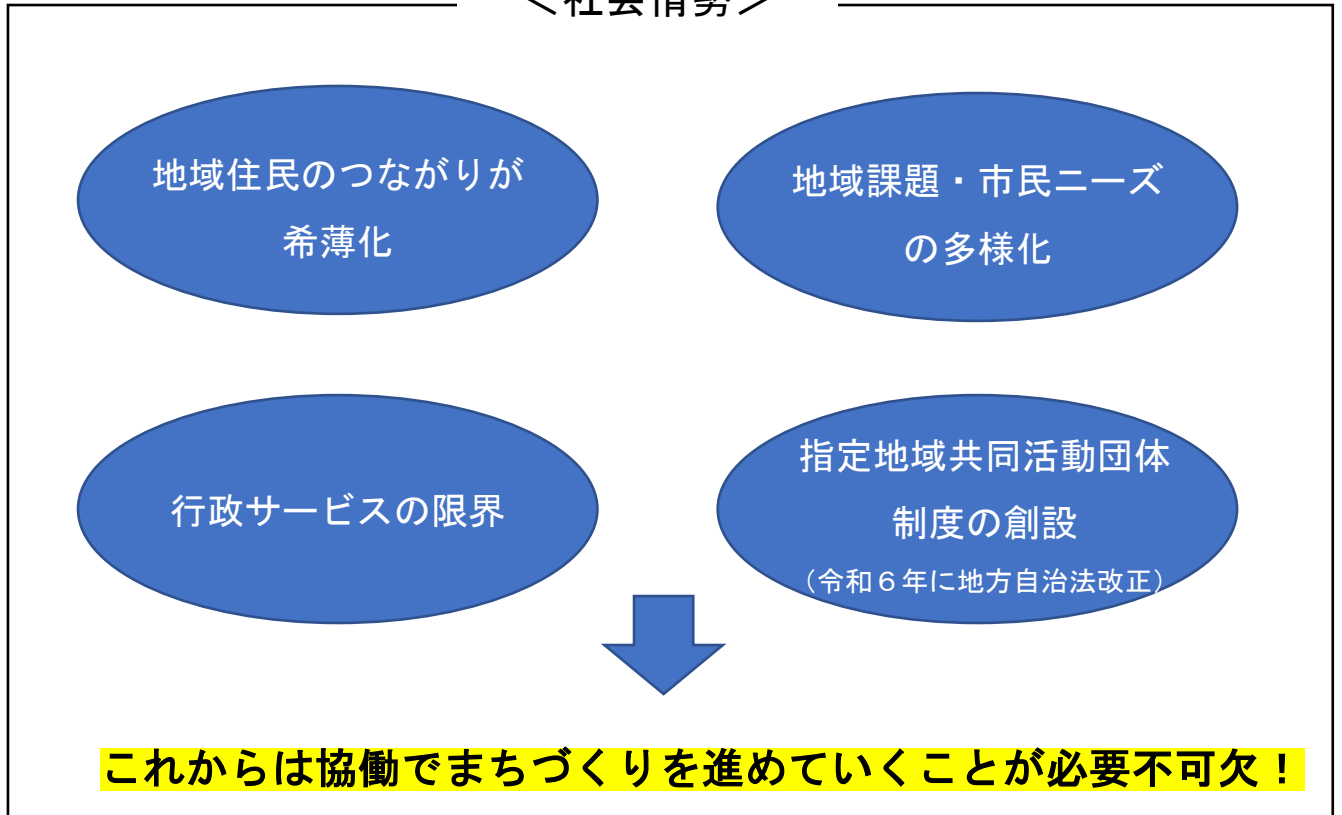 ＜社会情勢＞
地域住民のつながりが
希薄化
地域課題・市民ニーズ
の多様化
行政サービスの限界
指定地域共同活動団体
制度の創設
（令和６年に地方自治法改正）
これからは協働でまちづくりを進めていくことが必要不可欠！